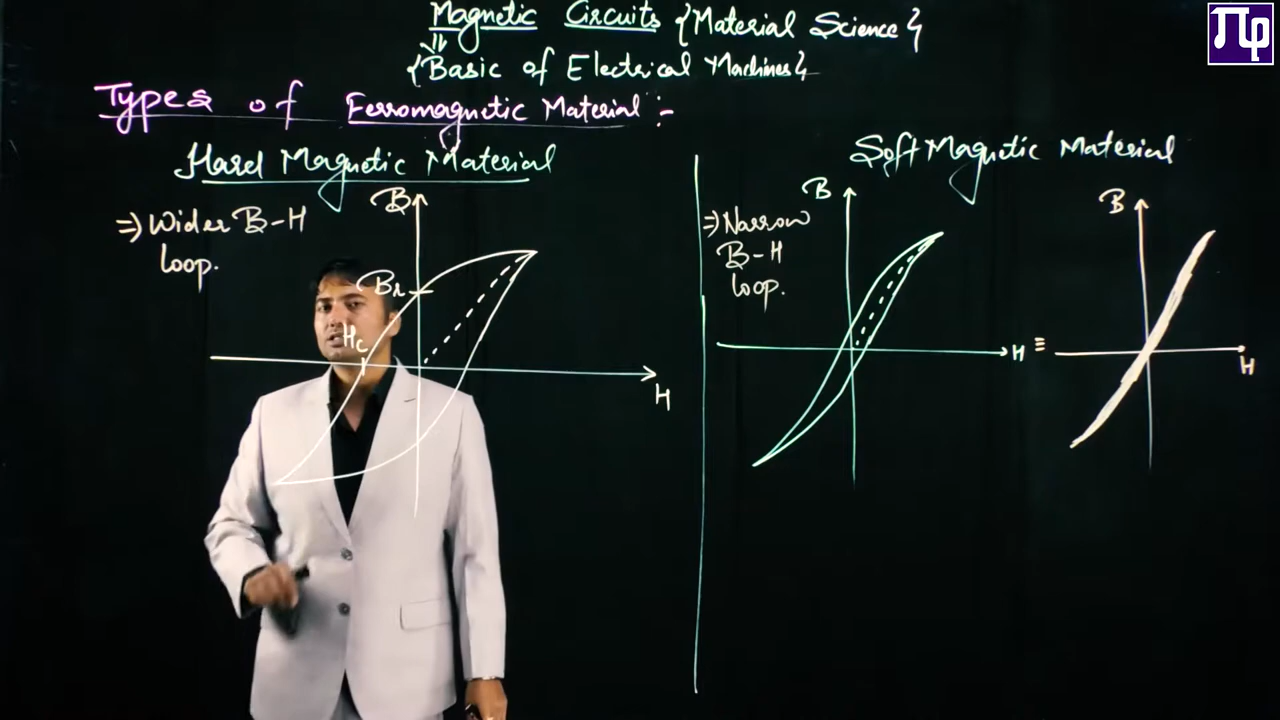 Magnetic Circuits {Material Science}
⇓
{Basic of Electrical Machines}
Types of Ferromagnetic Material :-
Hard Magnetic Material
⇒ Wider B-H
loop.
B
Br
Hc
H
Soft Magnetic Material
⇒ Narrow
B-H
loop.
B
H
≡
B
H
Πφ